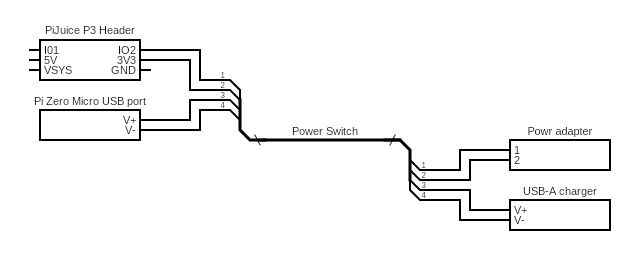 PiJuice P3 Header
I01 IO2
5V 3V3
VSYS GND
Pi Zero Micro USB port
V+
V-
1
2
3
4
Power Switch
1
2
3
4
Powr adapter
1
2
USB-A charger
V+
V-